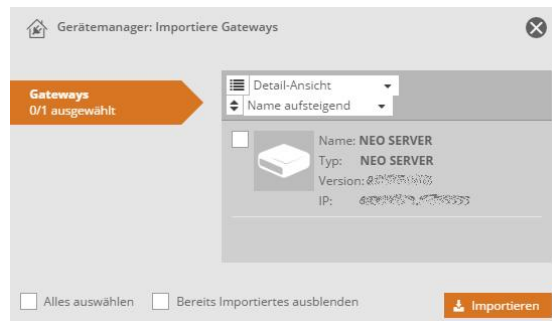 Gerätemanager: Importiere Gateways
Gateways
0/1 ausgewählt
Detail-Ansicht
Name aufsteigend
Name: NEO SERVER
Typ: NEO SERVER
Version:
IP:
Alles auswählen
Bereits Importiertes ausblenden
Importieren